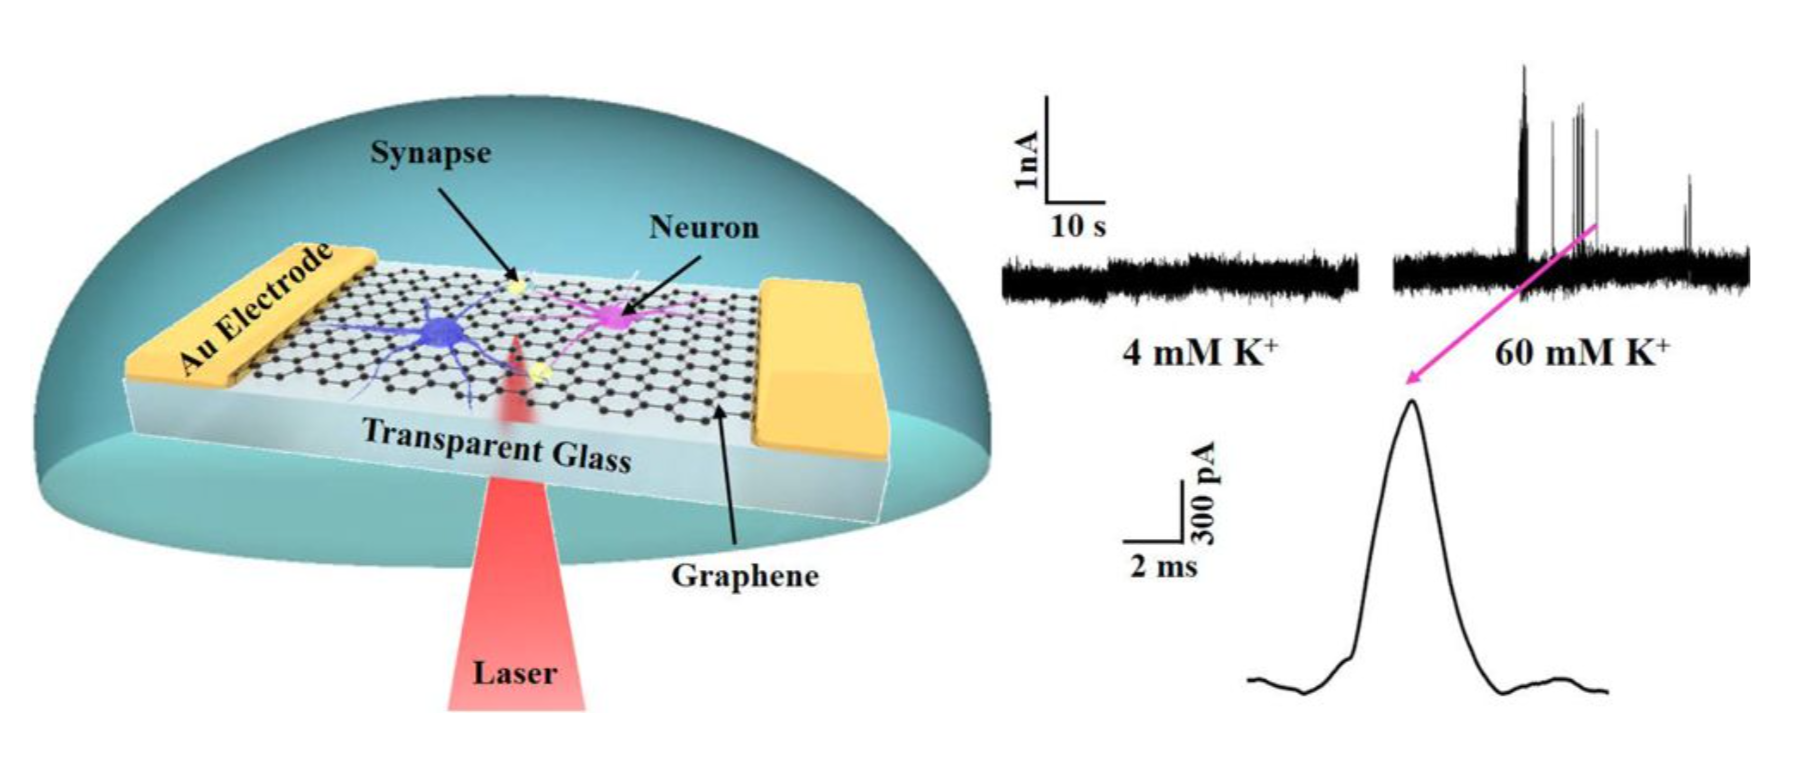 Synapse
Neuron
Au Electrode
Transparent Glass
Graphene
Laser
1nA
10 s
4 mM K⁺
60 mM K⁺
300 pA
2 ms